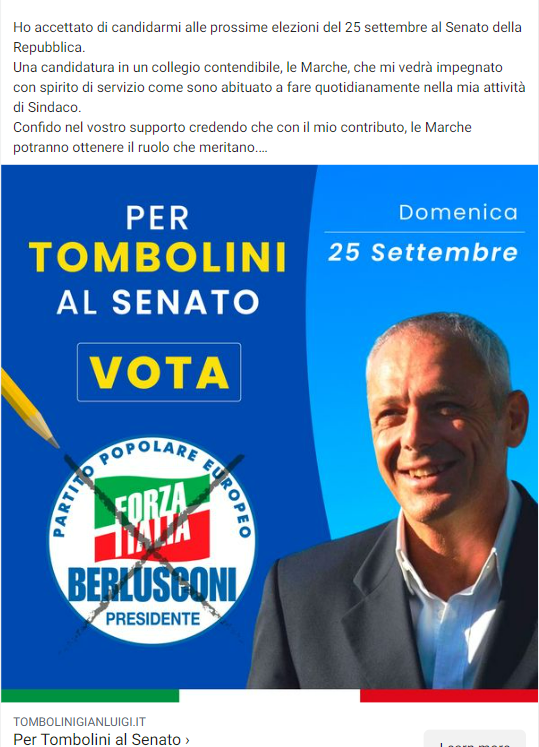 Ho accettato di candidarmi alle prossime elezioni del 25 settembre al Senato della
Repubblica.
Una candidatura in un collegio contendibile, le Marche, che mi vedrà impegnato
con spirito di servizio come sono abituato a fare quotidianamente nella mia attività
di Sindaco.
Confido nel vostro supporto credendo che con il mio contributo, le Marche
potranno ottenere il ruolo che meritano....
PER
TOMBOLINI
AL SENATO
VOTA
Domenica
25 Settembre
PARTITO POPOLARE EUROPEO
FORZA
ITALIA
BERLUSCONI
PRESIDENTE
TOMBOLINIGIANLUIGI.IT
Per Tombolini al Senato ›
Learn more